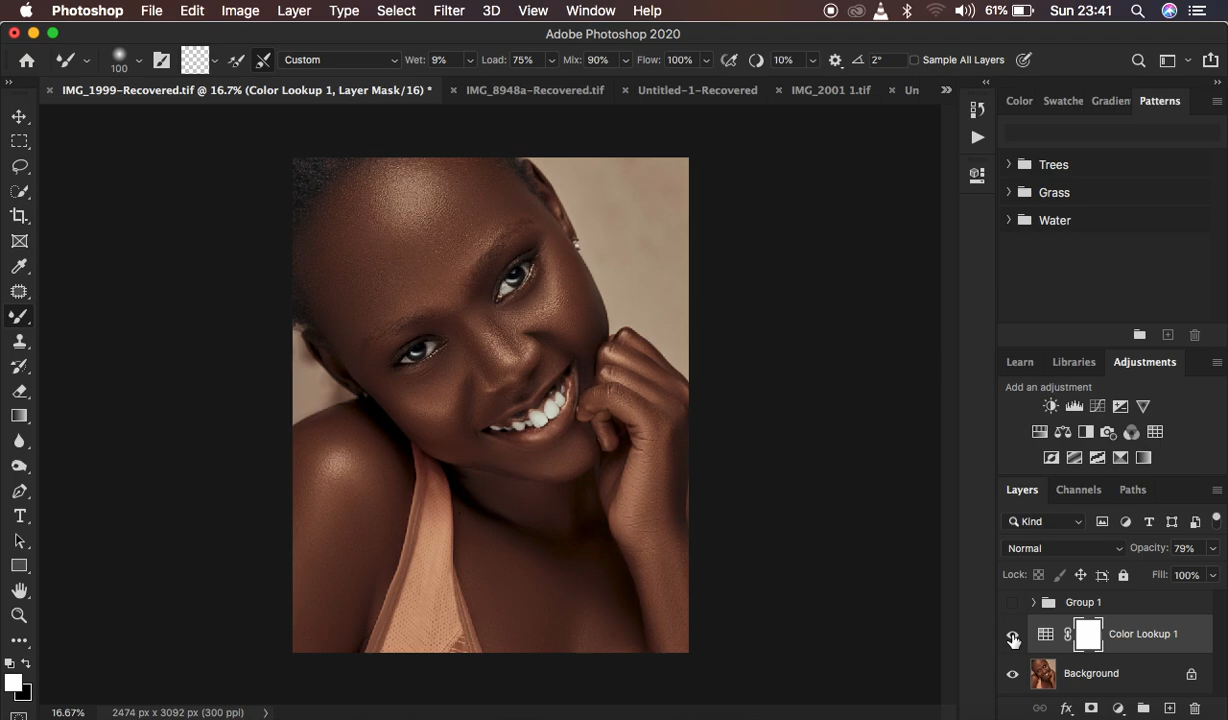 Photoshop File Edit Image Layer Type Select Filter 3D View Window Help 61% Sun 23:41
Adobe Photoshop 2020
100 Custom Wet: 9% Load: 75% Mix: 90% Flow: 100% 10% 2° Sample All Layers
IMG_1999-Recovered.tif @ 16.7% (Color Lookup 1, Layer Mask/16) * IMG_8948a-Recovered.tif Untitled-1-Recovered IMG_2001 1.tif Un
Color Swatche Gradien Patterns
Trees
Grass
Water
Learn Libraries Adjustments
Add an adjustment
Layers Channels Paths
Kind
Normal Opacity: 79%
Lock: Fill: 100%
Group 1
Color Lookup 1
Background
16.67% 2474 px x 3092 px (300 ppi)